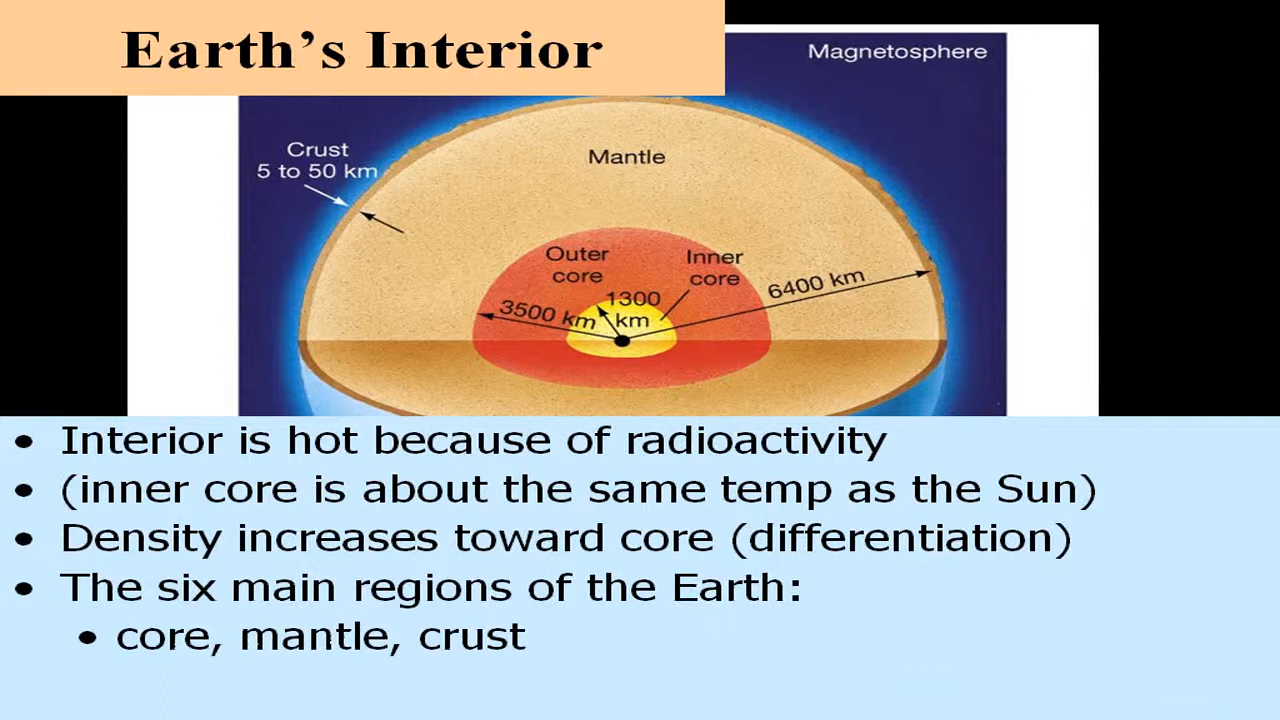 Earth's Interior
Magnetosphere
Crust
5 to 50 km
Mantle
Outer
core
Inner
core
6400 km
1300
km
3500 km
• Interior is hot because of radioactivity
• (inner core is about the same temp as the Sun)
• Density increases toward core (differentiation)
• The six main regions of the Earth:
• core, mantle, crust